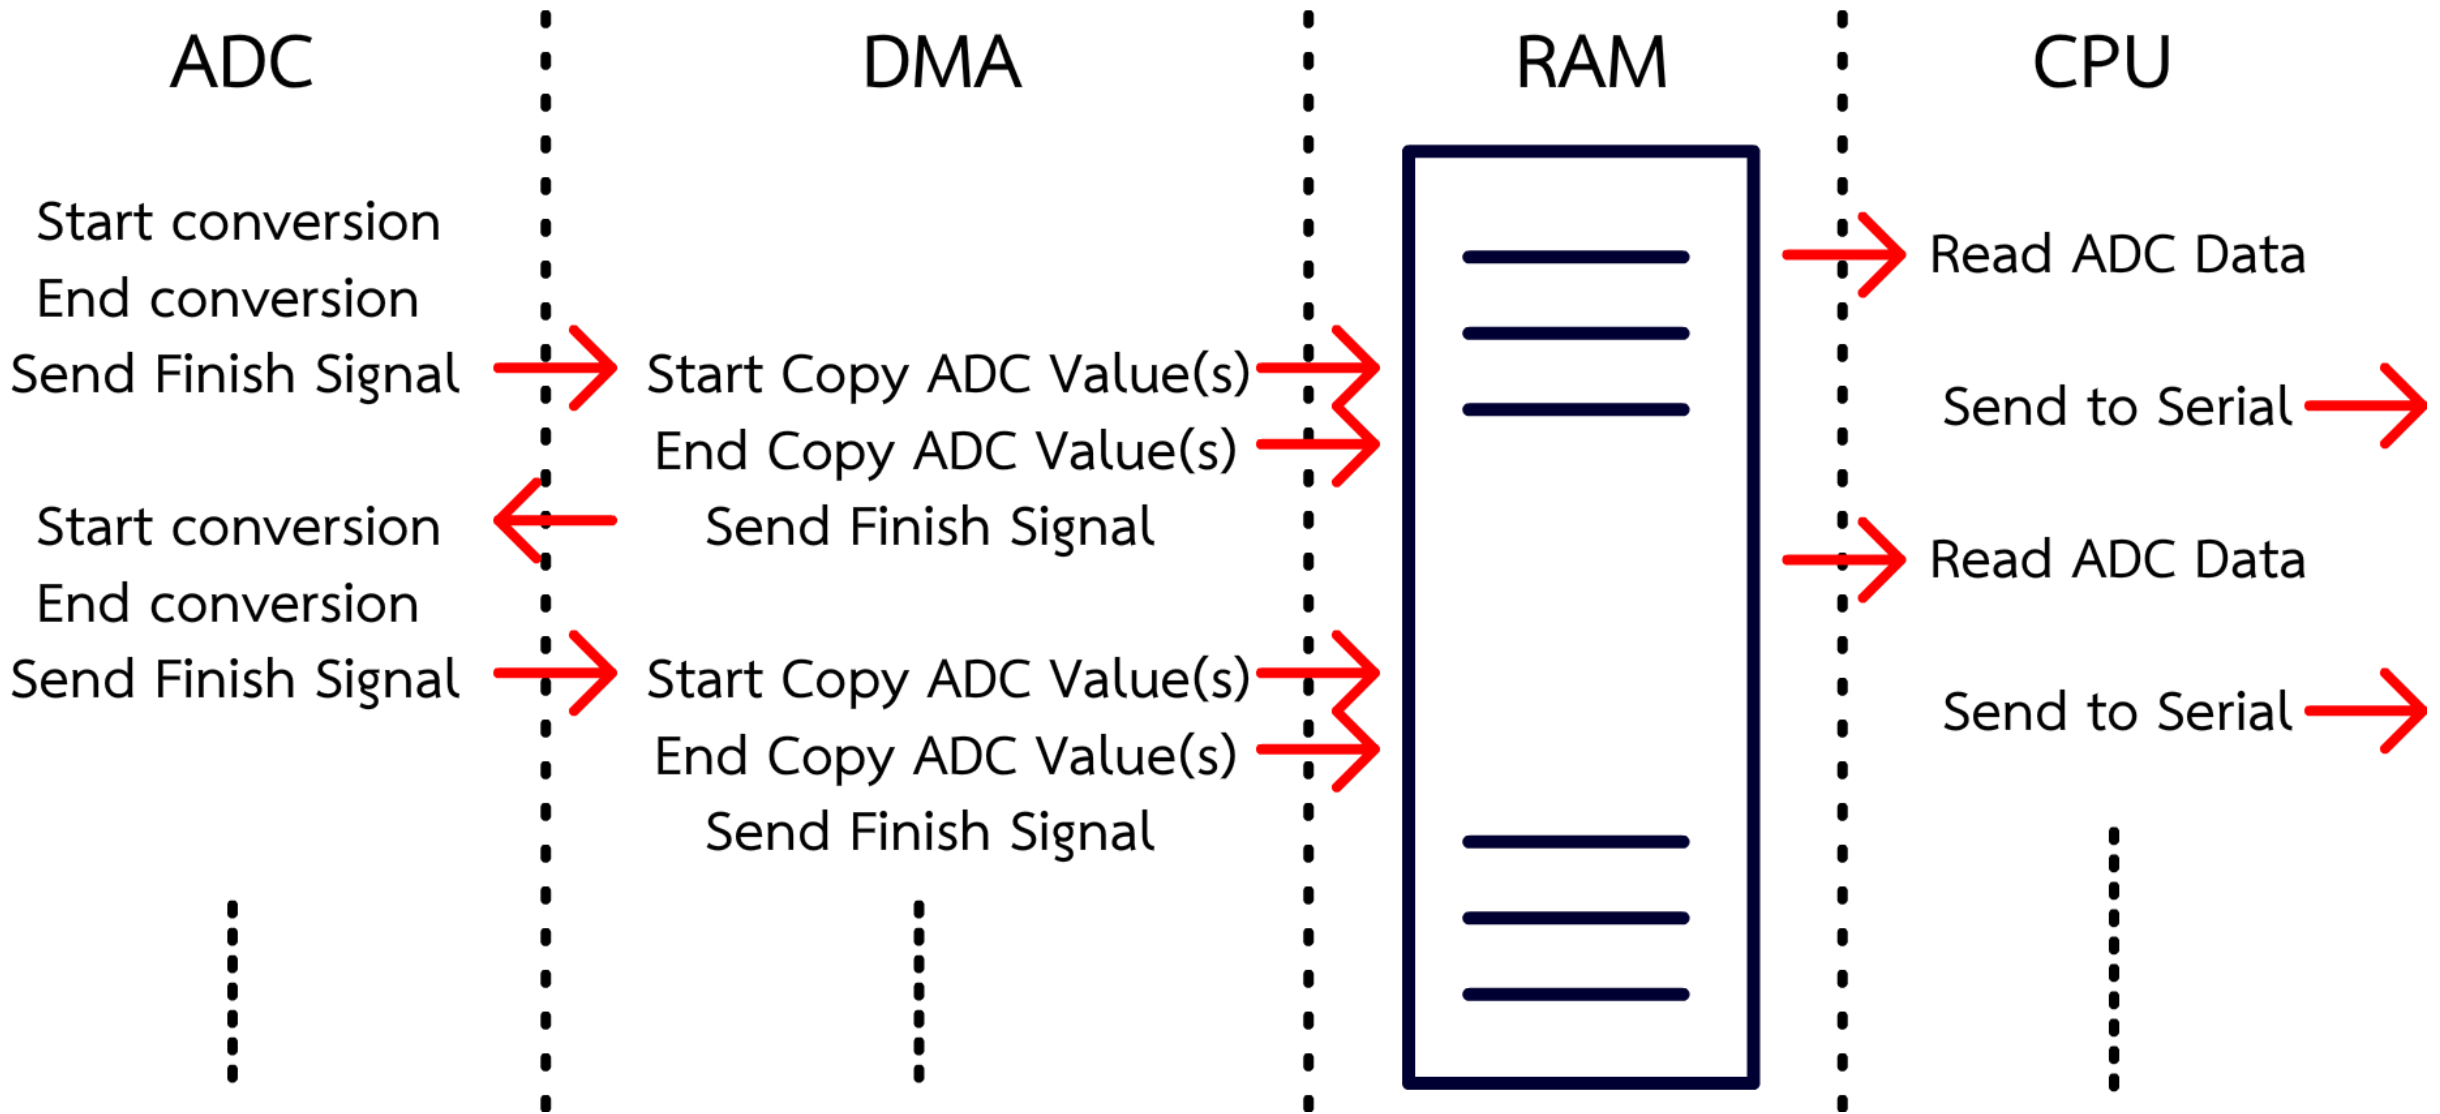 ADC
Start conversion
End conversion
Send Finish Signal
Start conversion
End conversion
Send Finish Signal
DMA
Start Copy ADC Value(s)
End Copy ADC Value(s)
Send Finish Signal
Start Copy ADC Value(s)
End Copy ADC Value(s)
Send Finish Signal
RAM
CPU
Read ADC Data
Send to Serial
Read ADC Data
Send to Serial